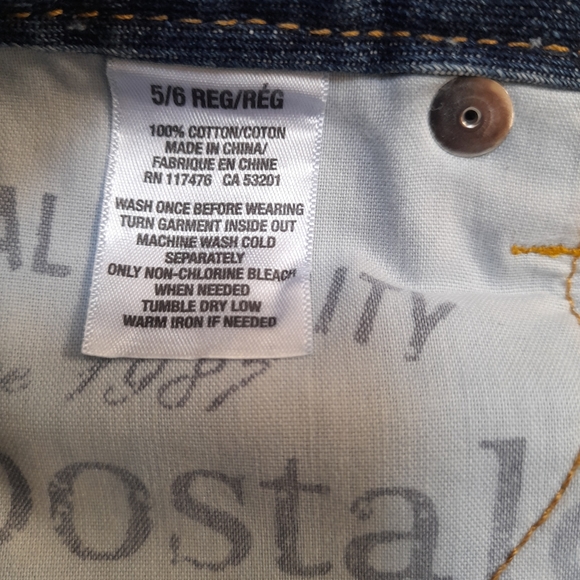 5/6 REG/RÉG
100% COTTON/COTON
MADE IN CHINA/
FABRIQUE EN CHINE
RN 117476 CA 53201
WASH ONCE BEFORE WEARING
TURN GARMENT INSIDE OUT
MACHINE WASH COLD
SEPARATELY
ONLY NON-CHLORINE BLEACH
WHEN NEEDED
TUMBLE DRY LOW
WARM IRON IF NEEDED
AL ITY
1987
ostal